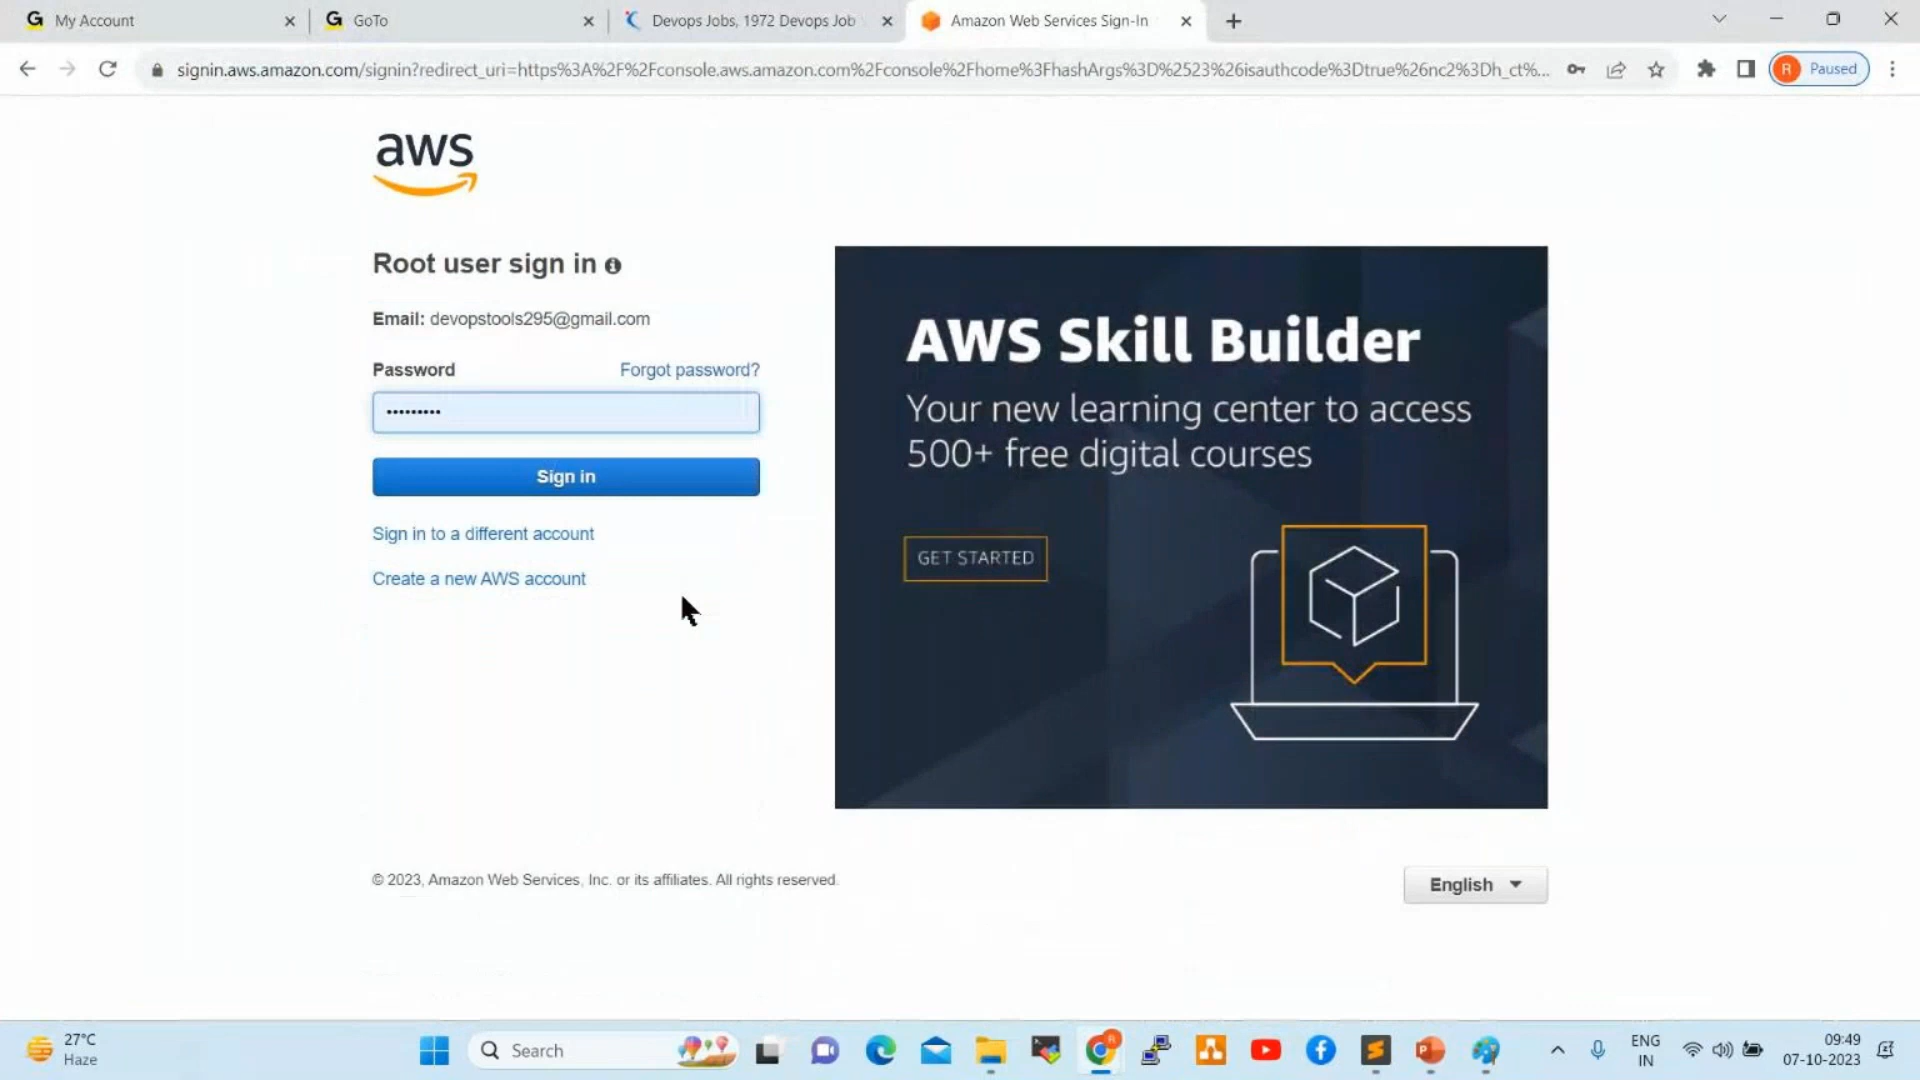 My Account
GoTo
Devops Jobs, 1972 Devops Job
Amazon Web Services Sign-In
signin.aws.amazon.com/signin?redirect_uri=https%3A%2F%2Fconsole.aws.amazon.com%2Fconsole%2Fhome%3FhashArgs%3D%2523%26isauthcode%3Dtrue%26nc2%3Dh_ct%...
R Paused
aws
Root user sign in
Email: devopstools295@gmail.com
Password Forgot password?
Sign in
Sign in to a different account
Create a new AWS account
AWS Skill Builder
Your new learning center to access
500+ free digital courses
GET STARTED
© 2023, Amazon Web Services, Inc. or its affiliates. All rights reserved.
English
27°C
Haze
Search
ENG
IN
09:49
07-10-2023